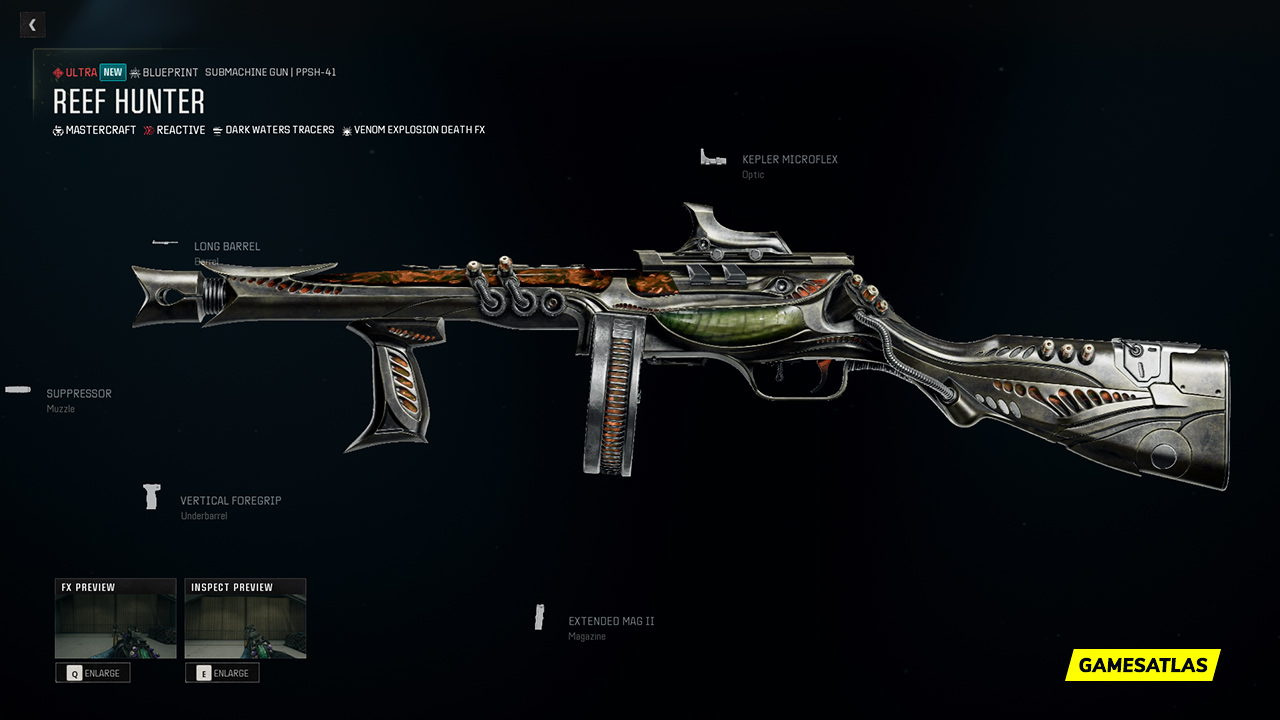 ULTRA NEW BLUEPRINT SUBMACHINE GUN | PPSH-41
REEF HUNTER
MASTERCRAFT REACTIVE DARK WATERS TRACERS VENOM EXPLOSION DEATH FX
KEPLER MICROFLEX
Optic
LONG BARREL
Barrel
SUPPRESSOR
Muzzle
VERTICAL FOREGRIP
Underbarrel
FX PREVIEW
INSPECT PREVIEW
EXTENDED MAG II
Magazine
Q ENLARGE
E ENLARGE
GAMESATLAS